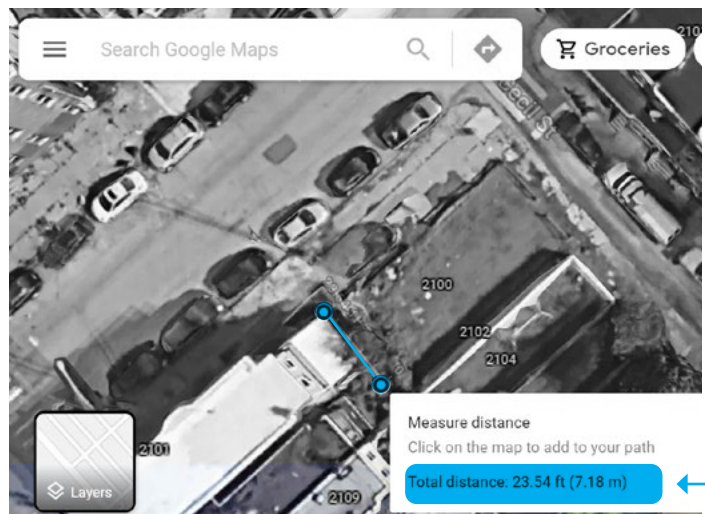 Search Google Maps
Groceries
Cecil St
2100
2102
2104
2101
2109
Layers
Measure distance
Click on the map to add to your path
Total distance: 23.54 ft (7.18 m)